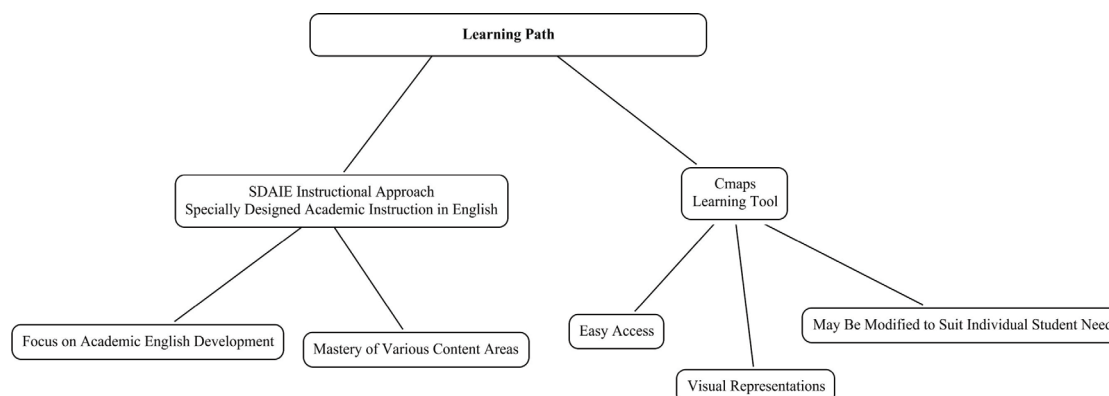 Learning Path
SDAIE Instructional Approach
Specially Designed Academic Instruction in English
Cmaps
Learning Tool
Focus on Academic English Development
Mastery of Various Content Areas
Easy Access
Visual Representations
May Be Modified to Suit Individual Student Need